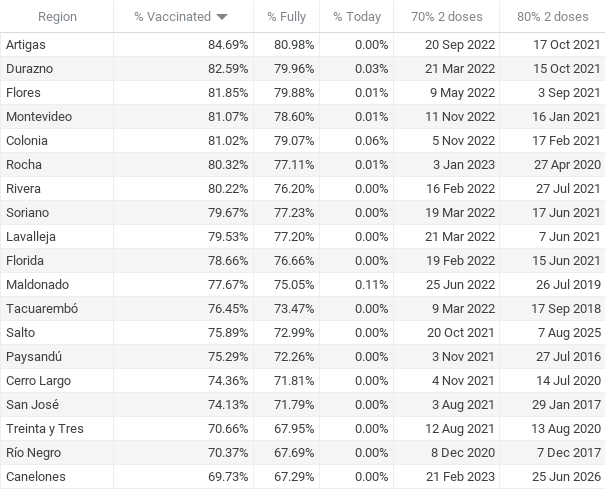 Region % Vaccinated % Fully % Today 70% 2 doses 80% 2 doses
Artigas 84.69% 80.98% 0.00% 20 Sep 2022 17 Oct 2021
Durazno 82.59% 79.96% 0.03% 21 Mar 2022 15 Oct 2021
Flores 81.85% 79.88% 0.01% 9 May 2022 3 Sep 2021
Montevideo 81.07% 78.60% 0.01% 11 Nov 2022 16 Jan 2021
Colonia 81.02% 79.07% 0.06% 5 Nov 2022 17 Feb 2021
Rocha 80.32% 77.11% 0.01% 3 Jan 2023 27 Apr 2020
Rivera 80.22% 76.20% 0.00% 16 Feb 2022 27 Jul 2021
Soriano 79.67% 77.23% 0.00% 19 Mar 2022 17 Jun 2021
Lavalleja 79.53% 77.20% 0.00% 21 Mar 2022 7 Jun 2021
Florida 78.66% 76.66% 0.00% 19 Feb 2022 15 Jun 2021
Maldonado 77.67% 75.05% 0.11% 25 Jun 2022 26 Jul 2019
Tacuarembó 76.45% 73.47% 0.00% 9 Mar 2022 17 Sep 2018
Salto 75.89% 72.99% 0.00% 20 Oct 2021 7 Aug 2025
Paysandú 75.29% 72.26% 0.00% 3 Nov 2021 27 Jul 2016
Cerro Largo 74.36% 71.81% 0.00% 4 Nov 2021 14 Jul 2020
San José 74.13% 71.79% 0.00% 3 Aug 2021 29 Jan 2017
Treinta y Tres 70.66% 67.95% 0.00% 12 Aug 2021 13 Aug 2020
Río Negro 70.37% 67.69% 0.00% 8 Dec 2020 7 Dec 2017
Canelones 69.73% 67.29% 0.00% 21 Feb 2023 25 Jun 2026